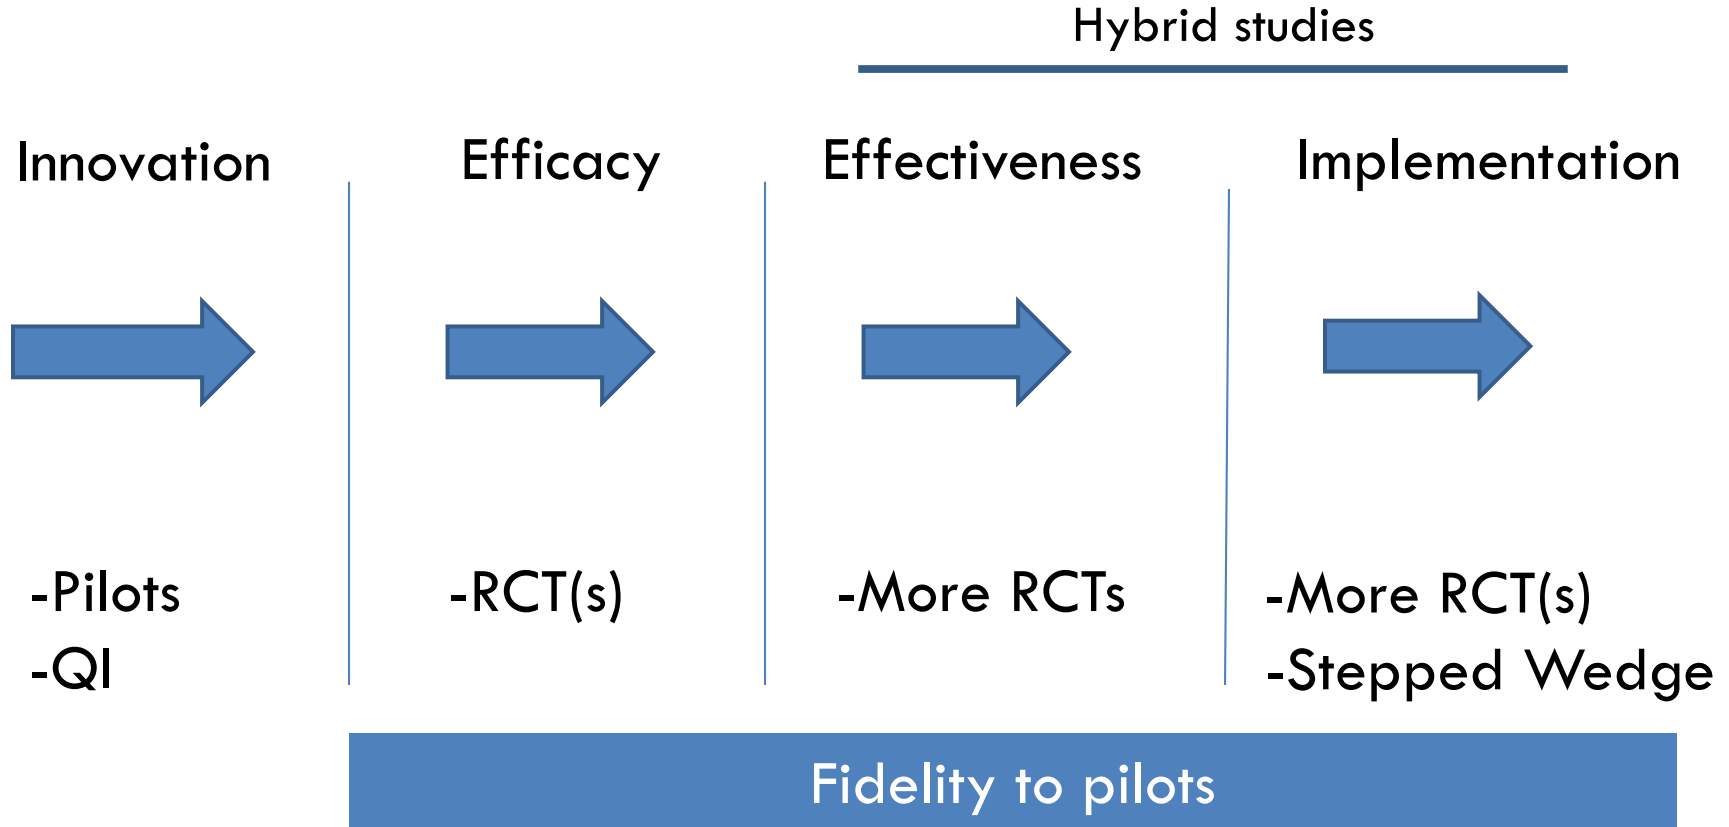 Hybrid studies
Innovation
Efficacy
Effectiveness
Implementation
-Pilots
-QI
-RCT(s)
-More RCTs
-More RCT(s)
-Stepped Wedge
Fidelity to pilots